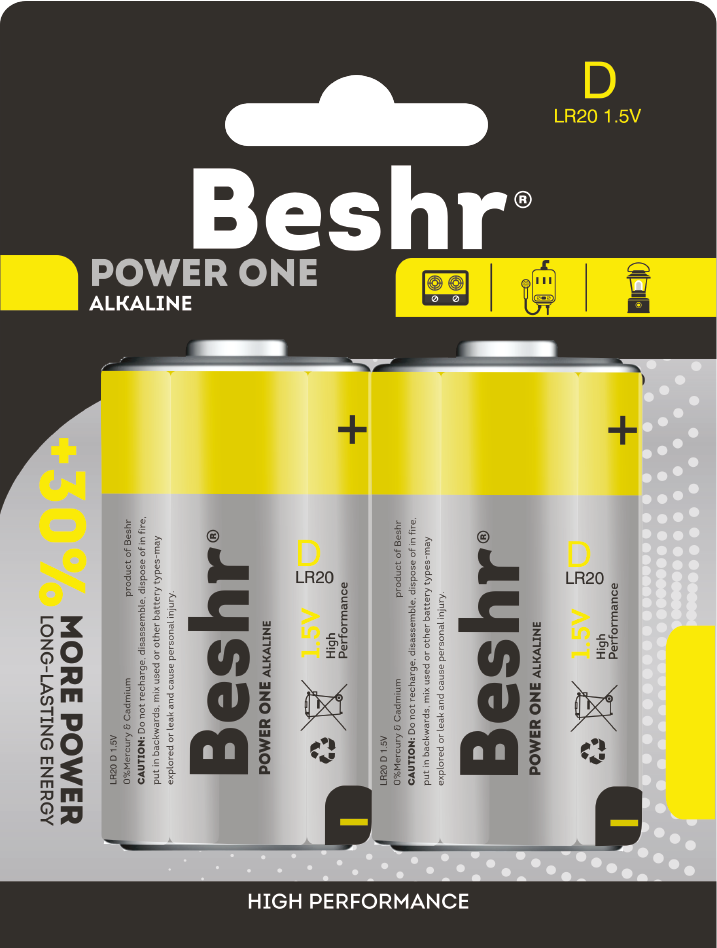 D
LR20 1.5V
Beshr®
POWER ONE
ALKALINE
+30%
MORE POWER
LONG-LASTING ENERGY
+
LR20 D 1.5V
0%Mercury & Cadmium product of Beshr
CAUTION: Do not recharge, disassemble, dispose of in fire,
put in backwards, mix used or other battery types-may
explored or leak and cause personal injury.
Beshr®
POWER ONE ALKALINE
D
LR20
1.5V
High
Performance
–
+
LR20 D 1.5V
0%Mercury & Cadmium product of Beshr
CAUTION: Do not recharge, disassemble, dispose of in fire,
put in backwards, mix used or other battery types-may
explored or leak and cause personal injury.
Beshr®
POWER ONE ALKALINE
D
LR20
1.5V
High
Performance
–
HIGH PERFORMANCE